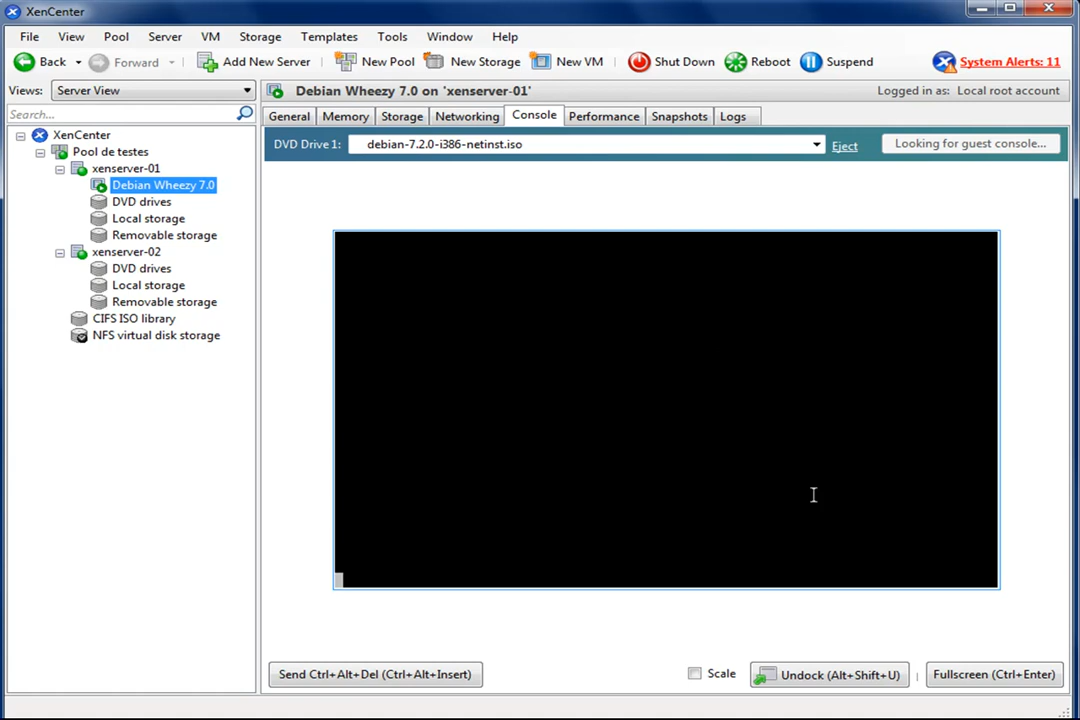 XenCenter
File View Pool Server VM Storage Templates Tools Window Help
Back Forward Add New Server New Pool New Storage New VM Shut Down Reboot Suspend System Alerts: 11
Views: Server View
Search...
XenCenter
Pool de testes
xenserver-01
Debian Wheezy 7.0
DVD drives
Local storage
Removable storage
xenserver-02
DVD drives
Local storage
Removable storage
CIFS ISO library
NFS virtual disk storage
Debian Wheezy 7.0 on 'xenserver-01' Logged in as: Local root account
General Memory Storage Networking Console Performance Snapshots Logs
DVD Drive 1: debian-7.2.0-i386-netinst.iso Eject Looking for guest console...
Send Ctrl+Alt+Del (Ctrl+Alt+Insert) Scale Undock (Alt+Shift+U) Fullscreen (Ctrl+Enter)